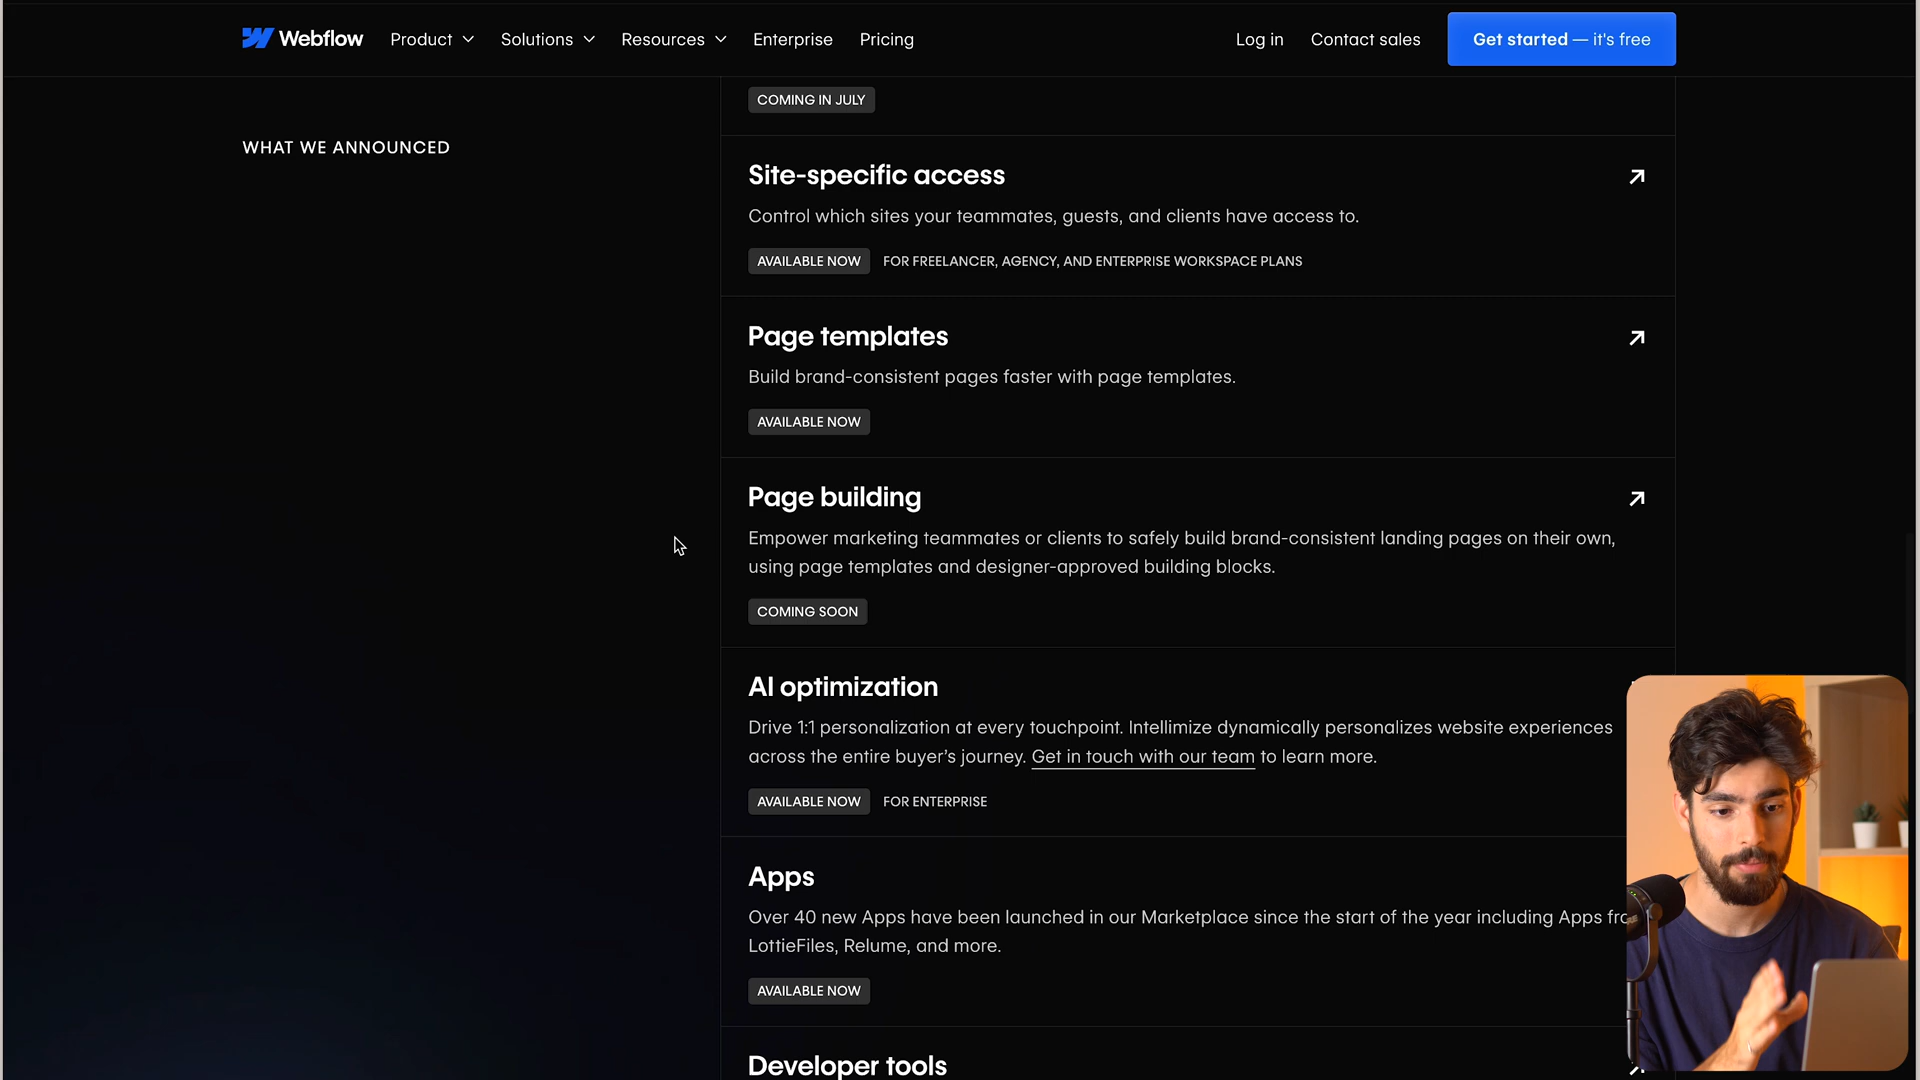 Webflow Product Solutions Resources Enterprise Pricing Log in Contact sales Get started — it's free
COMING IN JULY
WHAT WE ANNOUNCED
Site-specific access
Control which sites your teammates, guests, and clients have access to.
AVAILABLE NOW FOR FREELANCER, AGENCY, AND ENTERPRISE WORKSPACE PLANS
Page templates
Build brand-consistent pages faster with page templates.
AVAILABLE NOW
Page building
Empower marketing teammates or clients to safely build brand-consistent landing pages on their own,
using page templates and designer-approved building blocks.
COMING SOON
AI optimization
Drive 1:1 personalization at every touchpoint. Intellimize dynamically personalizes website experiences
across the entire buyer’s journey. Get in touch with our team to learn more.
AVAILABLE NOW FOR ENTERPRISE
Apps
Over 40 new Apps have been launched in our Marketplace since the start of the year including Apps
LottieFiles, Relume, and more.
AVAILABLE NOW
Developer tools